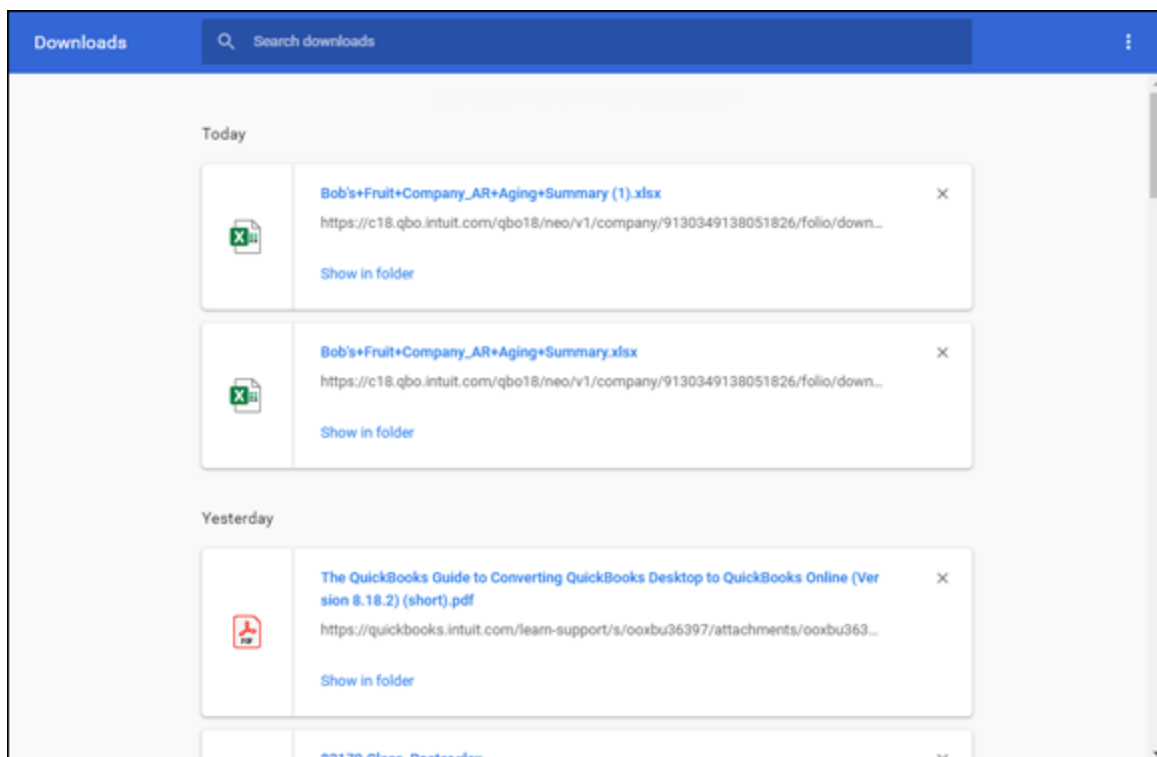 Downloads
Search downloads
Today
Bob's+Fruit+Company_AR+Aging+Summary (1).xlsx
https://c18.qbo.intuit.com/qbo18/neo/v1/company/9130349138051826/folio/down...
Show in folder
Bob's+Fruit+Company_AR+Aging+Summary.xlsx
https://c18.qbo.intuit.com/qbo18/neo/v1/company/9130349138051826/folio/down...
Show in folder
Yesterday
The QuickBooks Guide to Converting QuickBooks Desktop to QuickBooks Online (Ver
sion 8.18.2) (short).pdf
PDF
https://quickbooks.intuit.com/learn-support/s/ooxbu36397/attachments/ooxbu363...
Show in folder